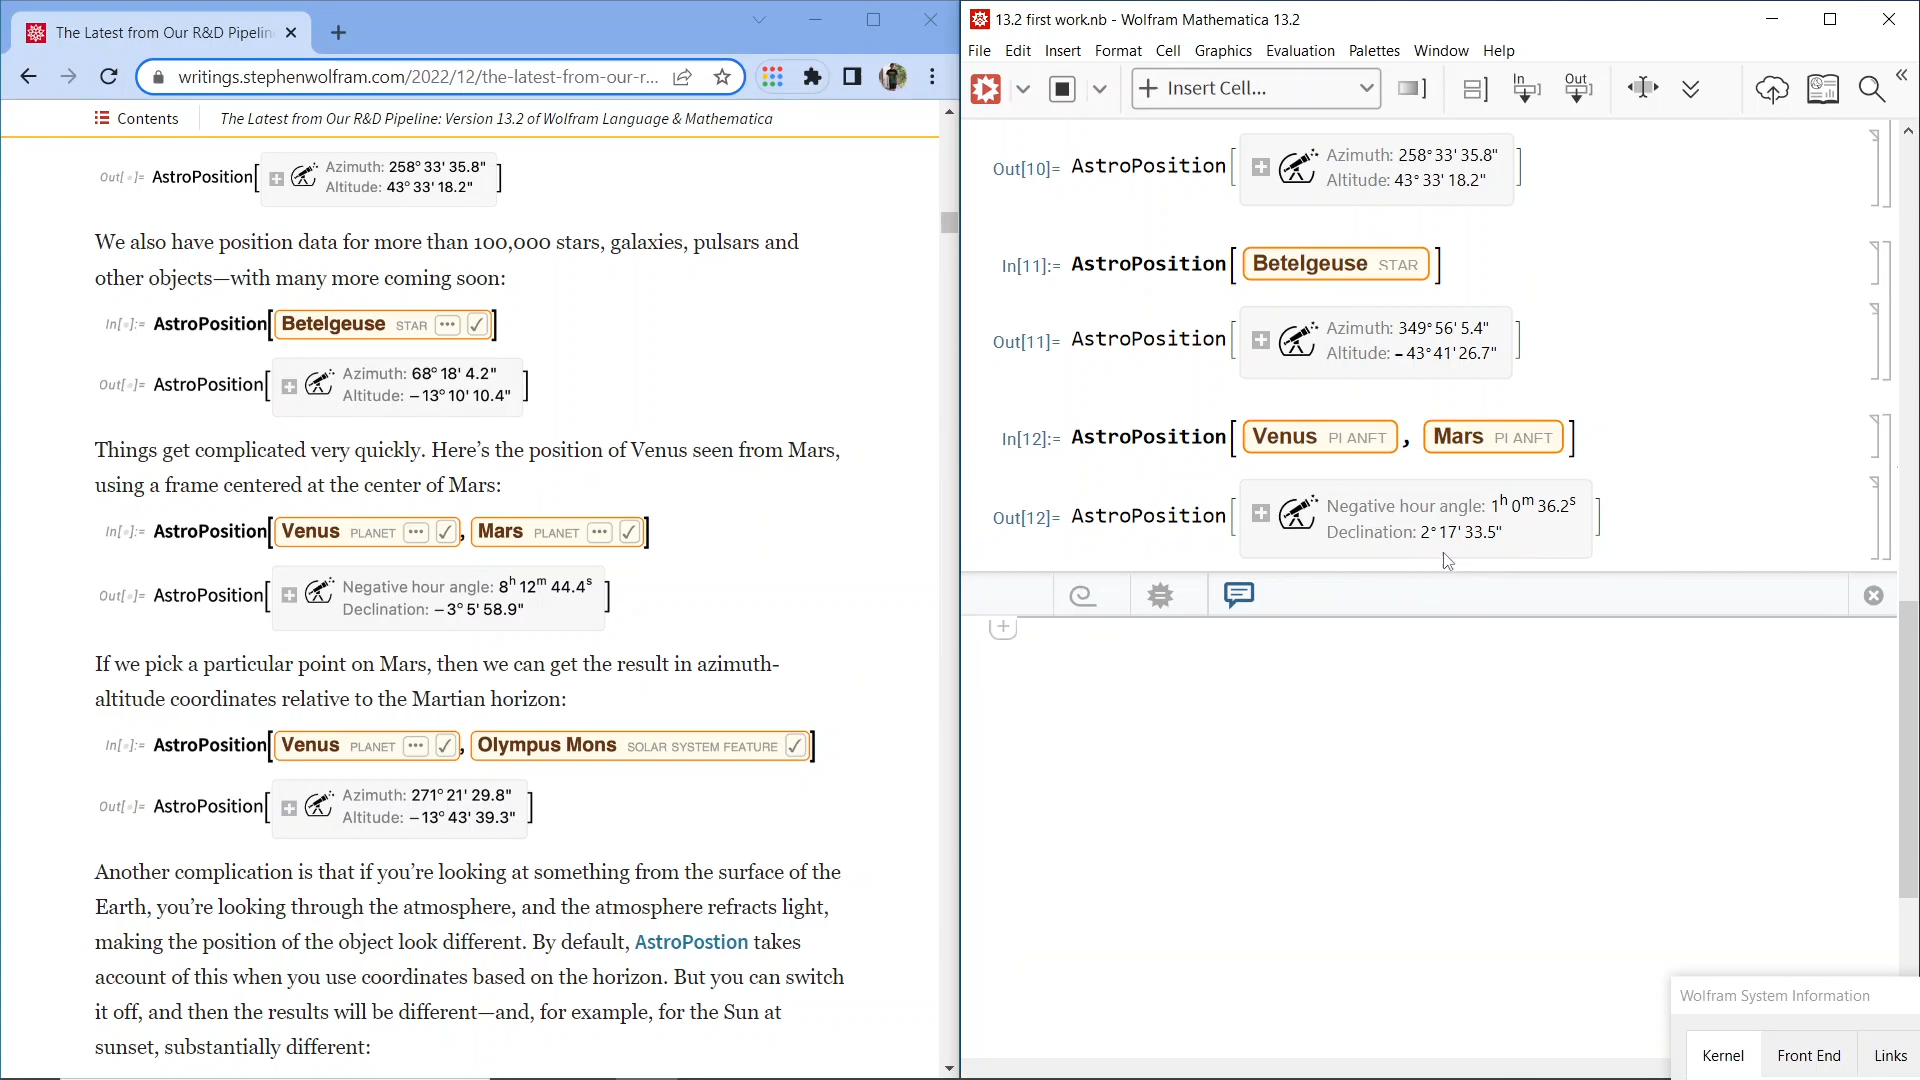 The Latest from Our R&D Pipelin
writings.stephenwolfram.com/2022/12/the-latest-from-our-r...
Contents
The Latest from Our R&D Pipeline: Version 13.2 of Wolfram Language & Mathematica
Out[ ]= AstroPosition[ Azimuth: 258° 33' 35.8" ]
Altitude: 43° 33' 18.2"
We also have position data for more than 100,000 stars, galaxies, pulsars and
other objects—with many more coming soon:
In[ ]:= AstroPosition[ Betelgeuse STAR ... ✓ ]
Out[ ]= AstroPosition[ Azimuth: 68° 18' 4.2" ]
Altitude: –13° 10' 10.4"
Things get complicated very quickly. Here's the position of Venus seen from Mars,
using a frame centered at the center of Mars:
In[ ]:= AstroPosition[ Venus PLANET ... ✓ , Mars PLANET ... ✓ ]
Out[ ]= AstroPosition[ Negative hour angle: 8h 12m 44.4s ]
Declination: –3° 5' 58.9"
If we pick a particular point on Mars, then we can get the result in azimuth-
altitude coordinates relative to the Martian horizon:
In[ ]:= AstroPosition[ Venus PLANET ... ✓ , Olympus Mons SOLAR SYSTEM FEATURE ✓ ]
Out[ ]= AstroPosition[ Azimuth: 271° 21' 29.8" ]
Altitude: –13° 43' 39.3"
Another complication is that if you're looking at something from the surface of the
Earth, you're looking through the atmosphere, and the atmosphere refracts light,
making the position of the object look different. By default, AstroPostion takes
account of this when you use coordinates based on the horizon. But you can switch
it off, and then the results will be different—and, for example, for the Sun at
sunset, substantially different:
13.2 first work.nb - Wolfram Mathematica 13.2
File Edit Insert Format Cell Graphics Evaluation Palettes Window Help
Insert Cell... In Out
Out[10]= AstroPosition[ Azimuth: 258° 33' 35.8" ]
Altitude: 43° 33' 18.2"
In[11]:= AstroPosition[ Betelgeuse STAR ]
Out[11]= AstroPosition[ Azimuth: 349° 56' 5.4" ]
Altitude: –43° 41' 26.7"
In[12]:= AstroPosition[ Venus PLANET , Mars PLANET ]
Out[12]= AstroPosition[ Negative hour angle: 1h 0m 36.2s ]
Declination: 2° 17' 33.5"
Wolfram System Information
Kernel Front End Links